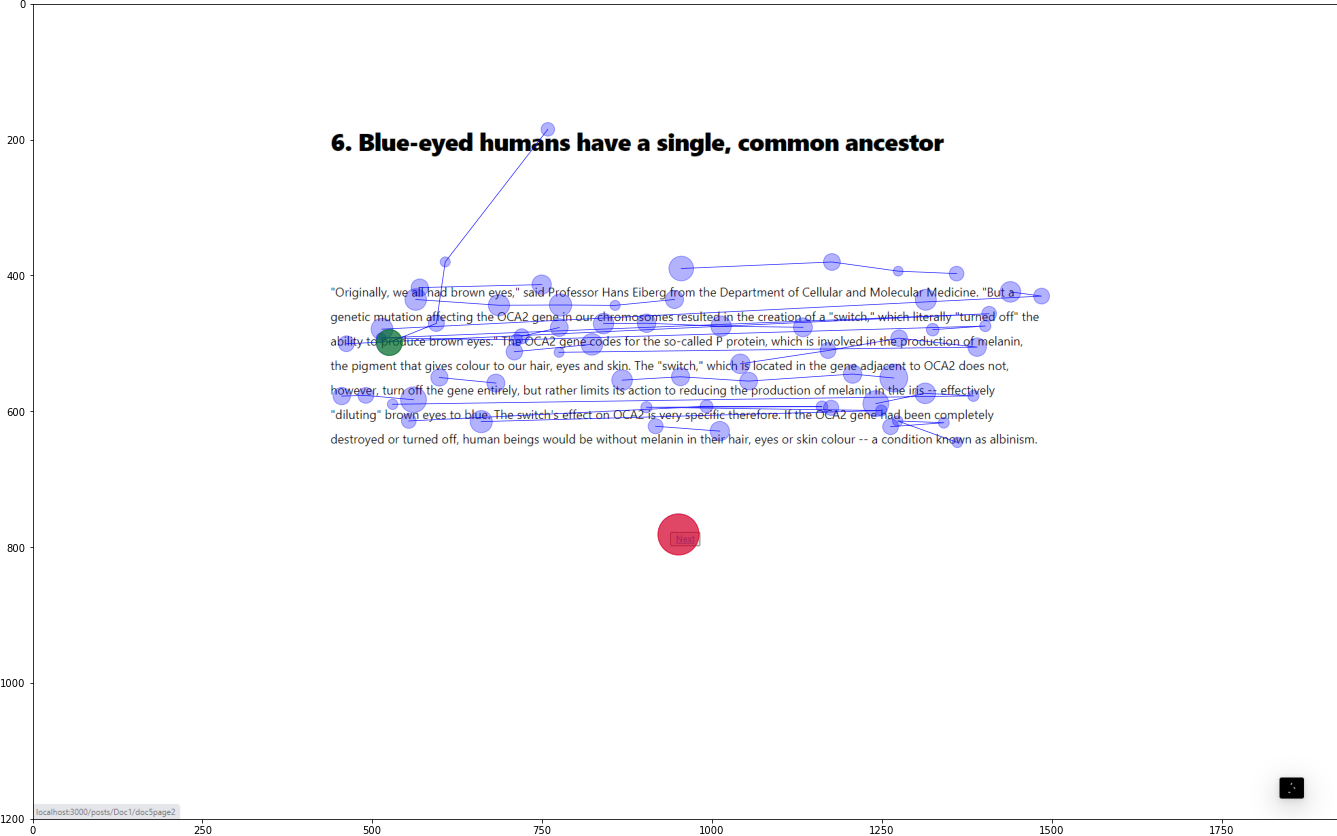 0
200
6. Blue-eyed humans have a single, common ancestor
400
"Originally, we all had brown eyes," said Professor Hans Eiberg from the Department of Cellular and Molecular Medicine. "But a
genetic mutation affecting the OCA2 gene in our chromosomes resulted in the creation of a "switch," which literally "turned off" the
ability to produce brown eyes." The OCA2 gene codes for the so-called P protein, which is involved in the production of melanin,
the pigment that gives colour to our hair, eyes and skin. The "switch," which is located in the gene adjacent to OCA2 does not,
however, turn off the gene entirely, but rather limits its action to reducing the production of melanin in the iris -- effectively
600
"diluting" brown eyes to blue. The switch's effect on OCA2 is very specific therefore. If the OCA2 gene had been completely
destroyed or turned off, human beings would be without melanin in their hair, eyes or skin colour -- a condition known as albinism.
Next
800
1000
localhost:3000/posts/Doc1/doc5page2
1200
0 250 500 750 1000 1250 1500 1750